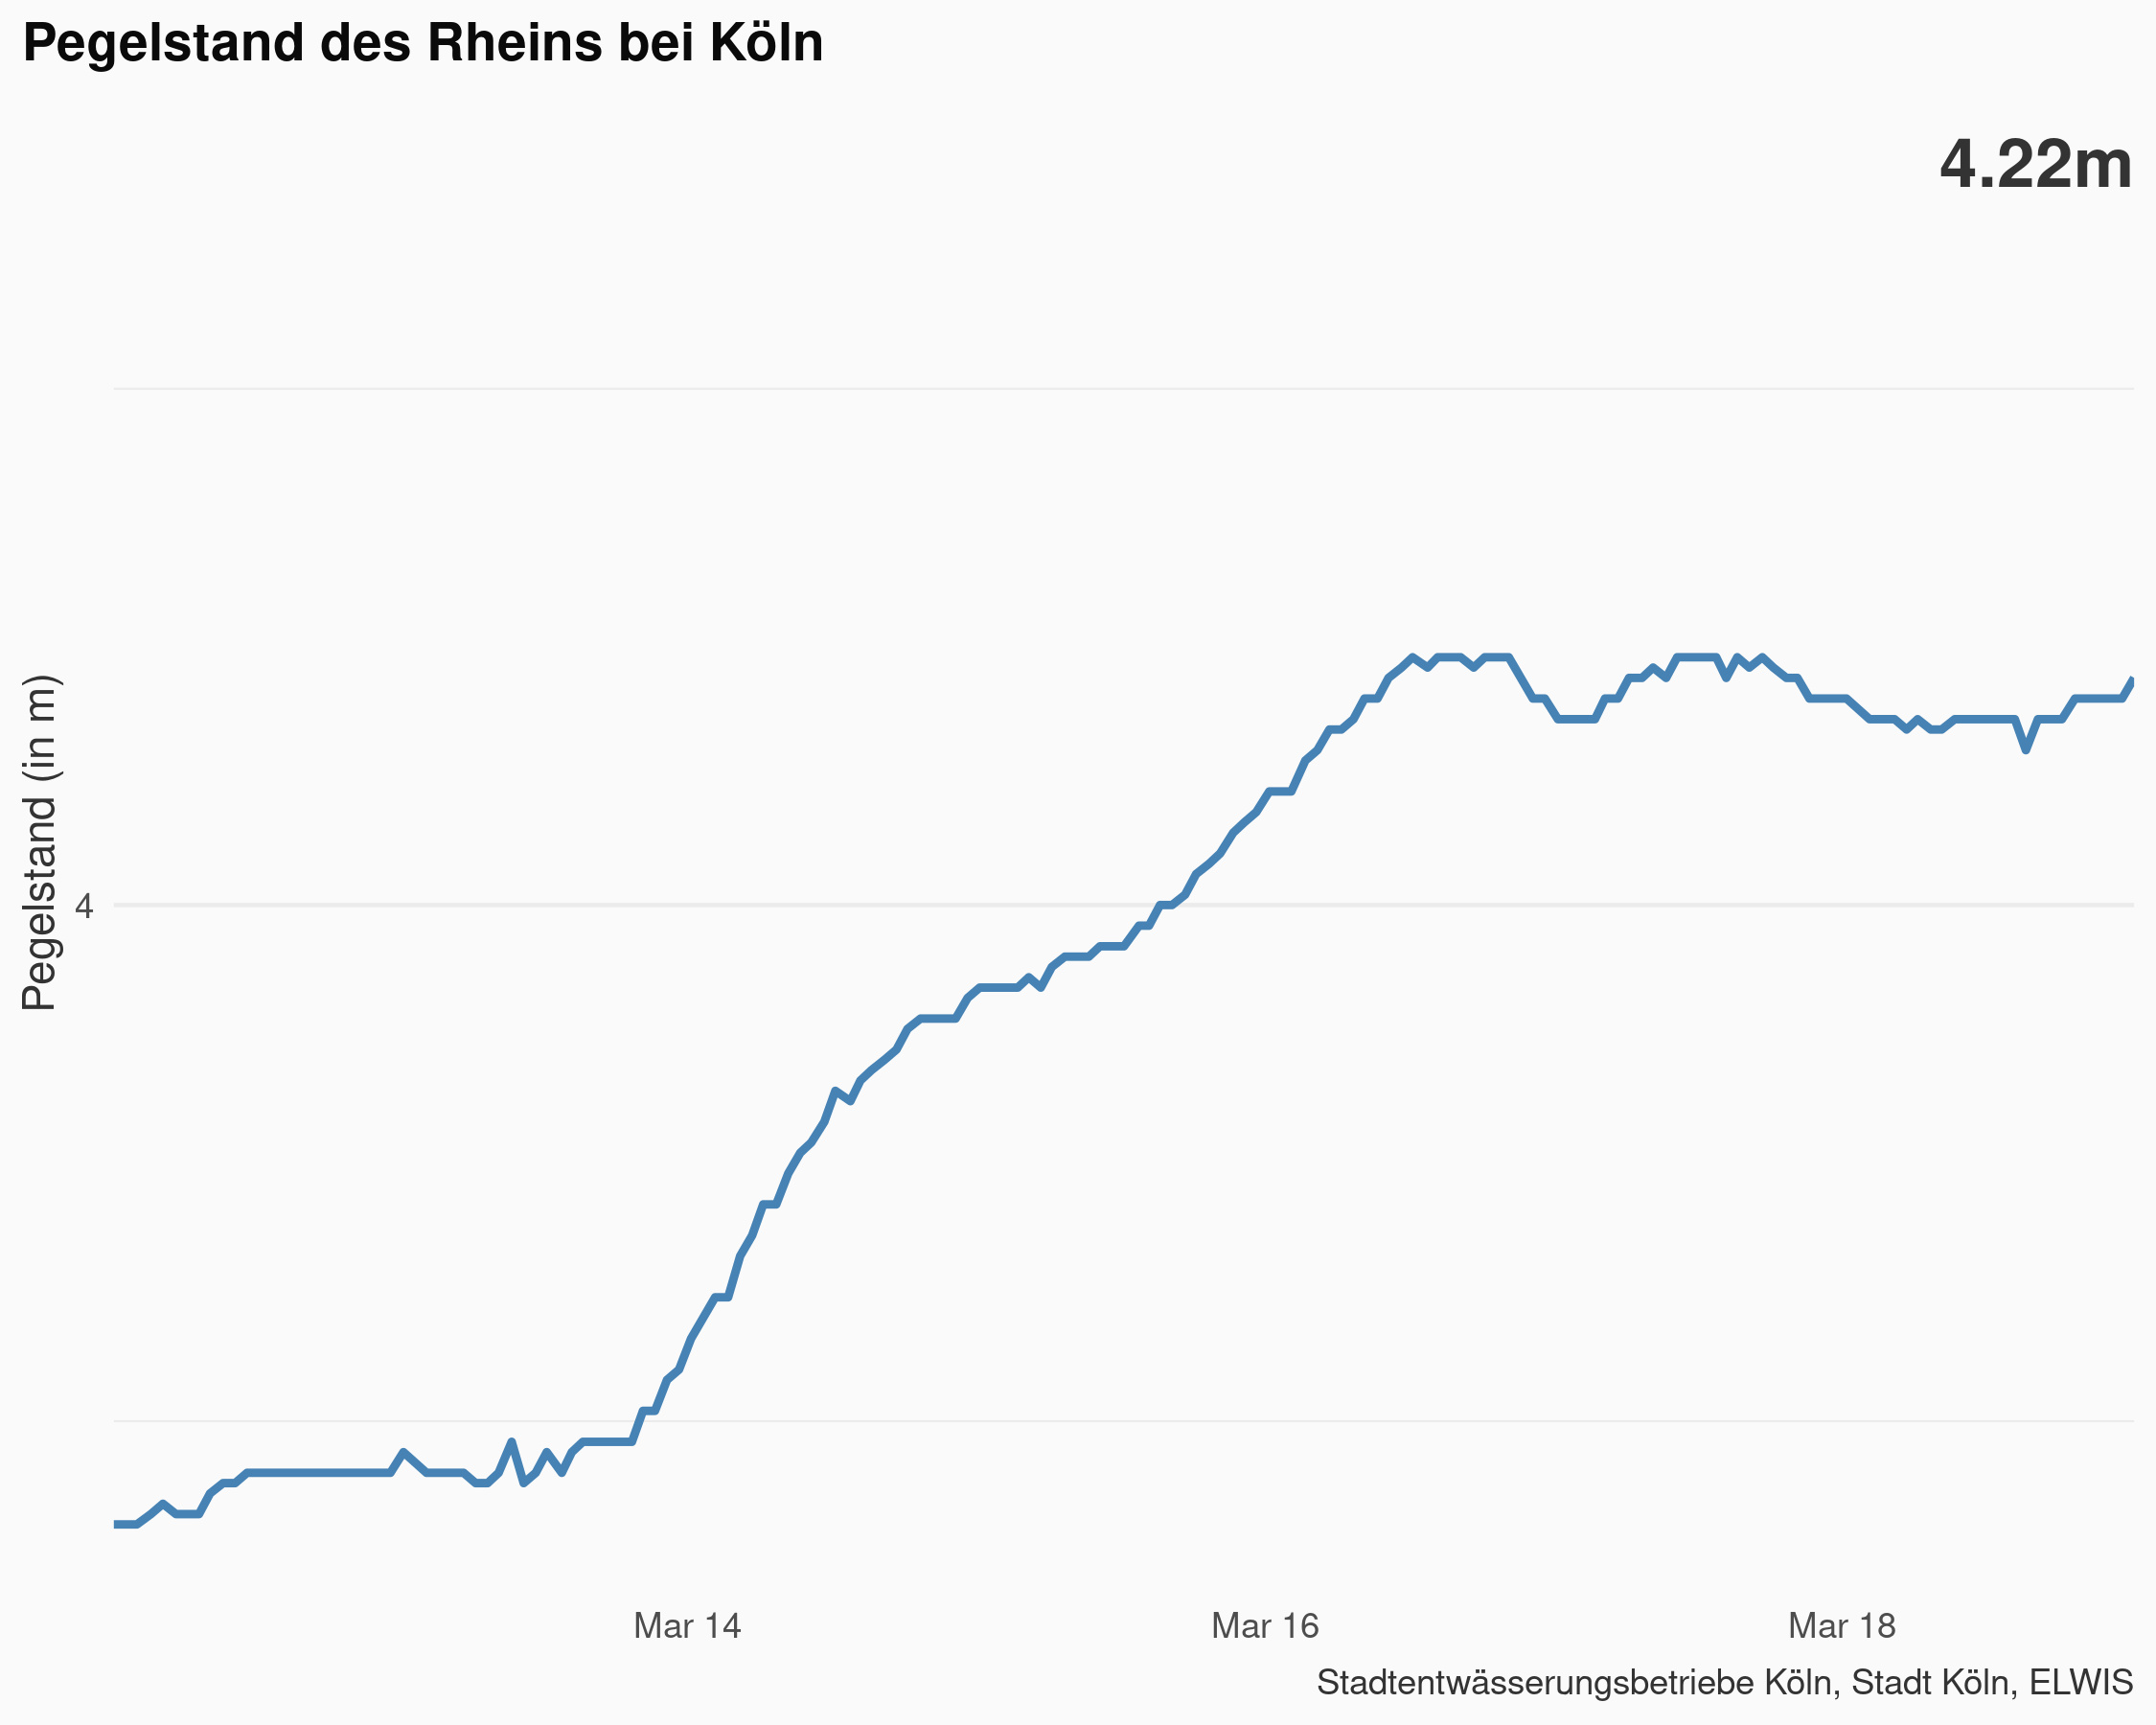 Pegelstand des Rheins bei Köln
4.22m
Pegelstand (in m)
4
Mar 14
Mar 16
Mar 18
Stadtentwässerungsbetriebe Köln, Stadt Köln, ELWIS